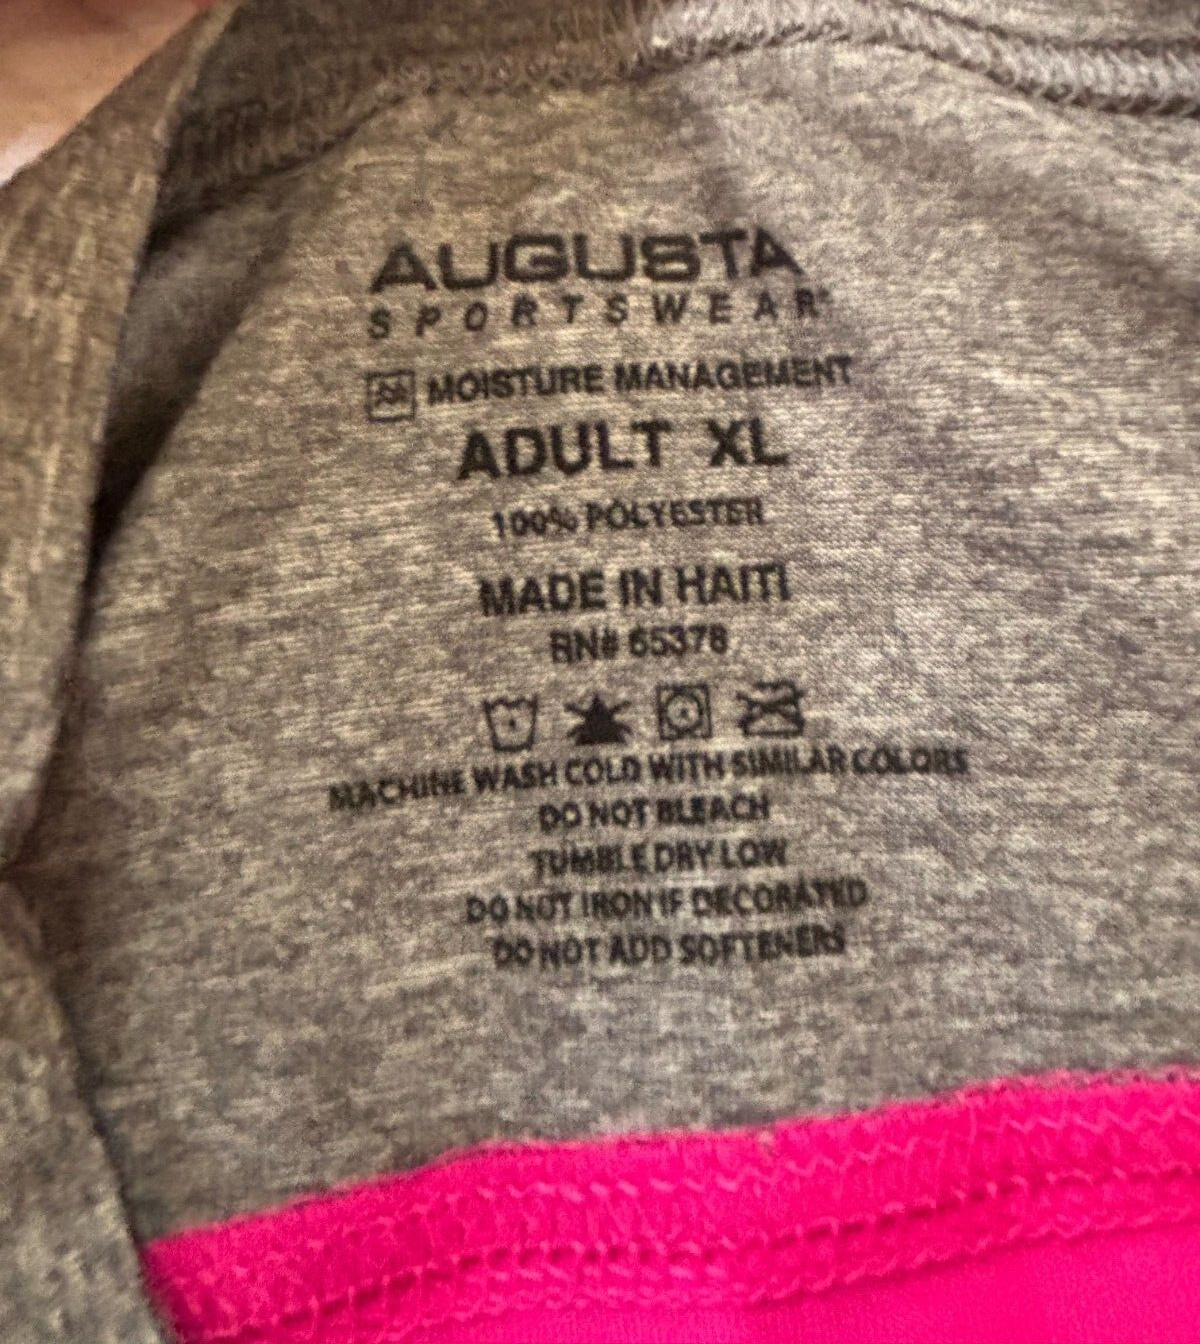 AUGUSTA
SPORTSWEAR
MOISTURE MANAGEMENT
ADULT XL
100% POLYESTER
MADE IN HAITI
RN# 65378
MACHINE WASH COLD WITH SIMILAR COLORS
DO NOT BLEACH
TUMBLE DRY LOW
DO NOT IRON IF DECORATED
DO NOT ADD SOFTENERS